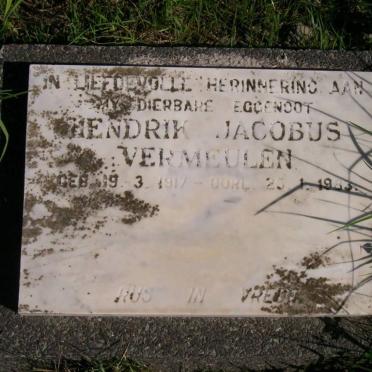 IN LIEFDEVOLLE HERINNERING AAN
MY DIERBARE EGGENOOT
HENDRIK JACOBUS
VERMEULEN
GEB. 19. 3. 1917 - OORL.
RUS IN VREDE